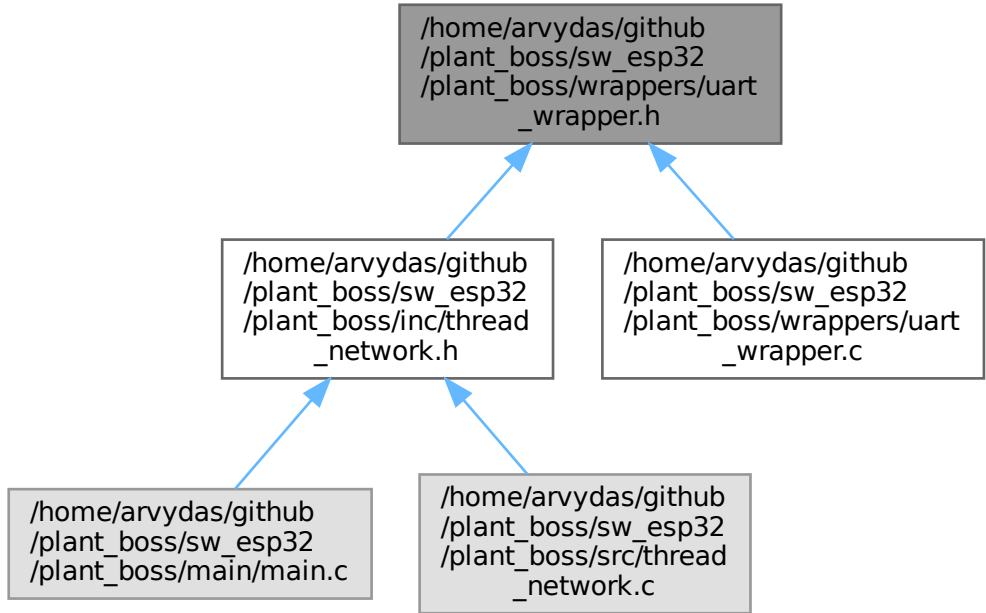 /home/arvydas/github
/plant_boss/sw_esp32
/plant_boss/wrappers/uart
_wrapper.h
/home/arvydas/github
/plant_boss/sw_esp32
/plant_boss/inc/thread
_network.h
/home/arvydas/github
/plant_boss/sw_esp32
/plant_boss/wrappers/uart
_wrapper.c
/home/arvydas/github
/plant_boss/sw_esp32
/plant_boss/main/main.c
/home/arvydas/github
/plant_boss/sw_esp32
/plant_boss/src/thread
_network.c